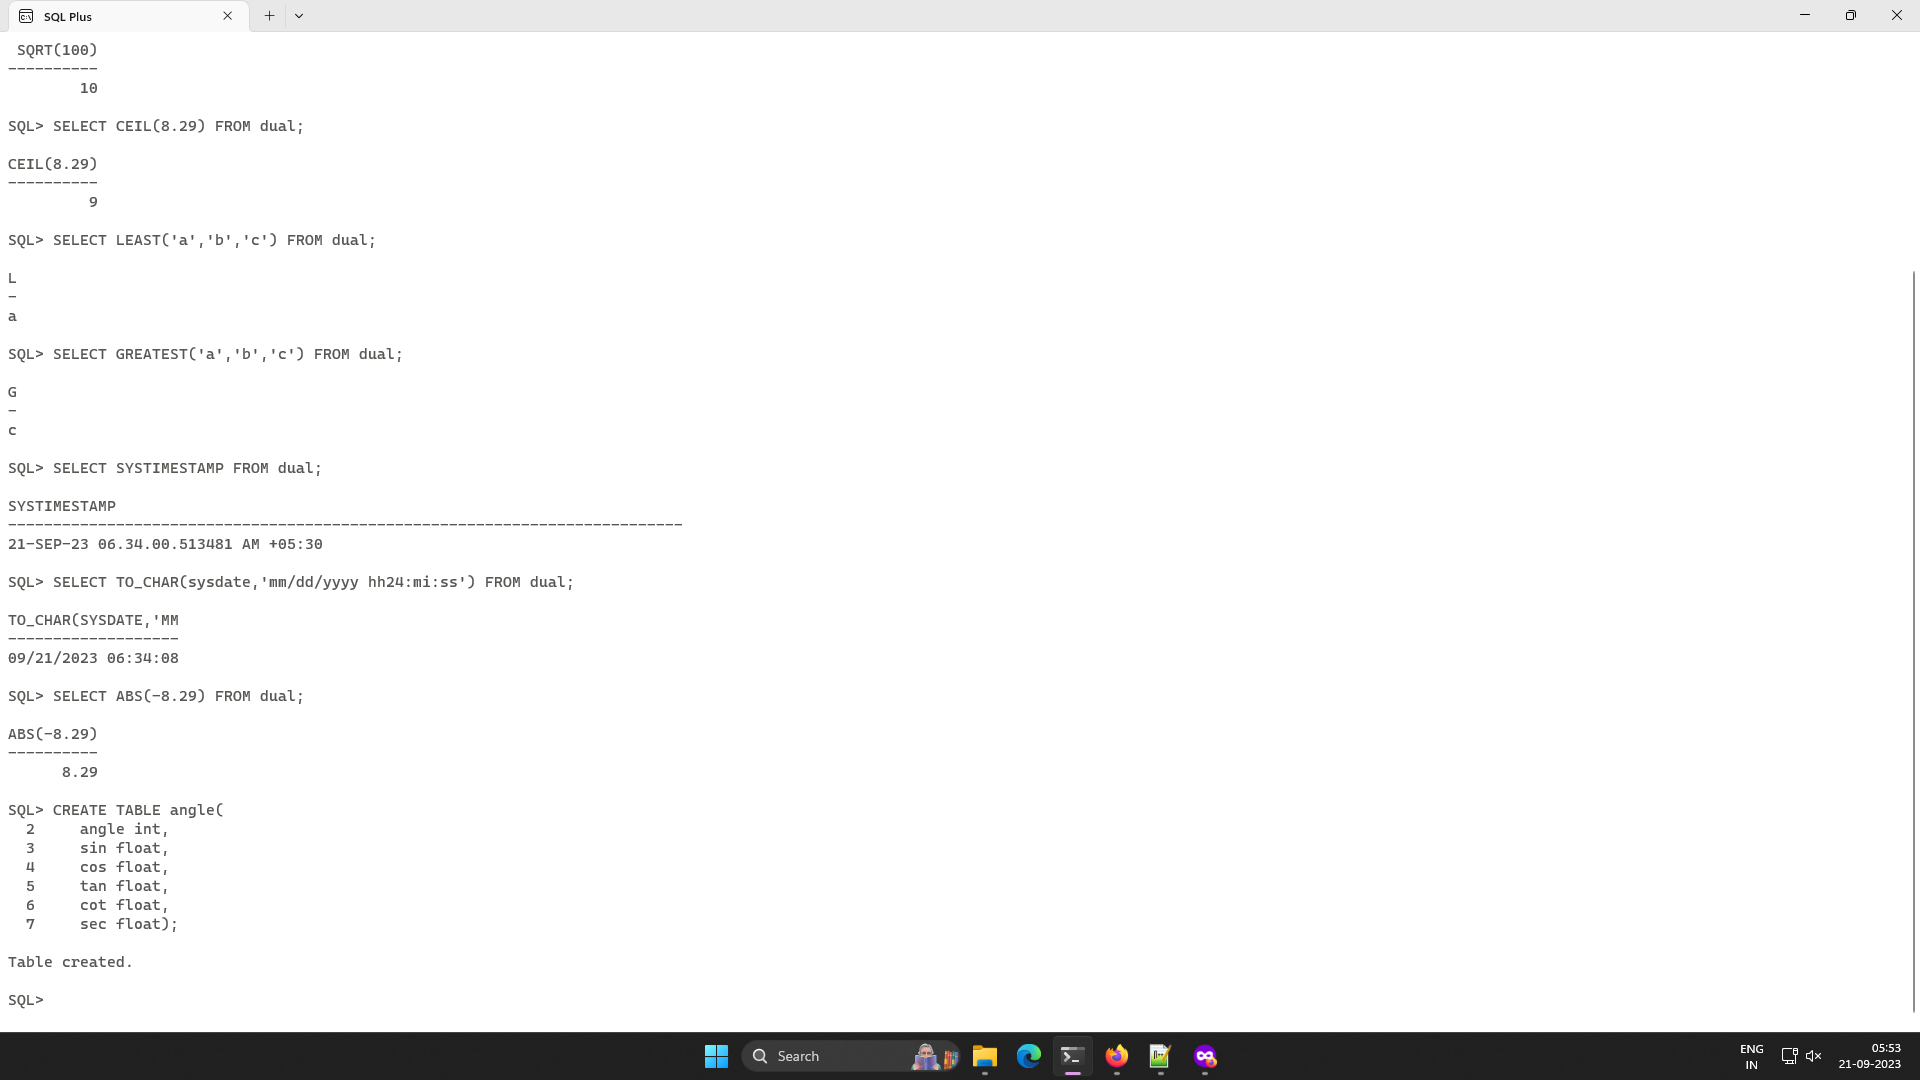 SQL Plus
SQRT(100)
----------
10
SQL> SELECT CEIL(8.29) FROM dual;
CEIL(8.29)
----------
9
SQL> SELECT LEAST('a','b','c') FROM dual;
L
-
a
SQL> SELECT GREATEST('a','b','c') FROM dual;
G
-
c
SQL> SELECT SYSTIMESTAMP FROM dual;
SYSTIMESTAMP
---------------------------------------------------------------------------
21-SEP-23 06.34.00.513481 AM +05:30
SQL> SELECT TO_CHAR(sysdate,'mm/dd/yyyy hh24:mi:ss') FROM dual;
TO_CHAR(SYSDATE,'MM
-------------------
09/21/2023 06:34:08
SQL> SELECT ABS(-8.29) FROM dual;
ABS(-8.29)
----------
8.29
SQL> CREATE TABLE angle(
2     angle int,
3     sin float,
4     cos float,
5     tan float,
6     cot float,
7     sec float);
Table created.
SQL>
Search
ENG
IN
05:53
21-09-2023